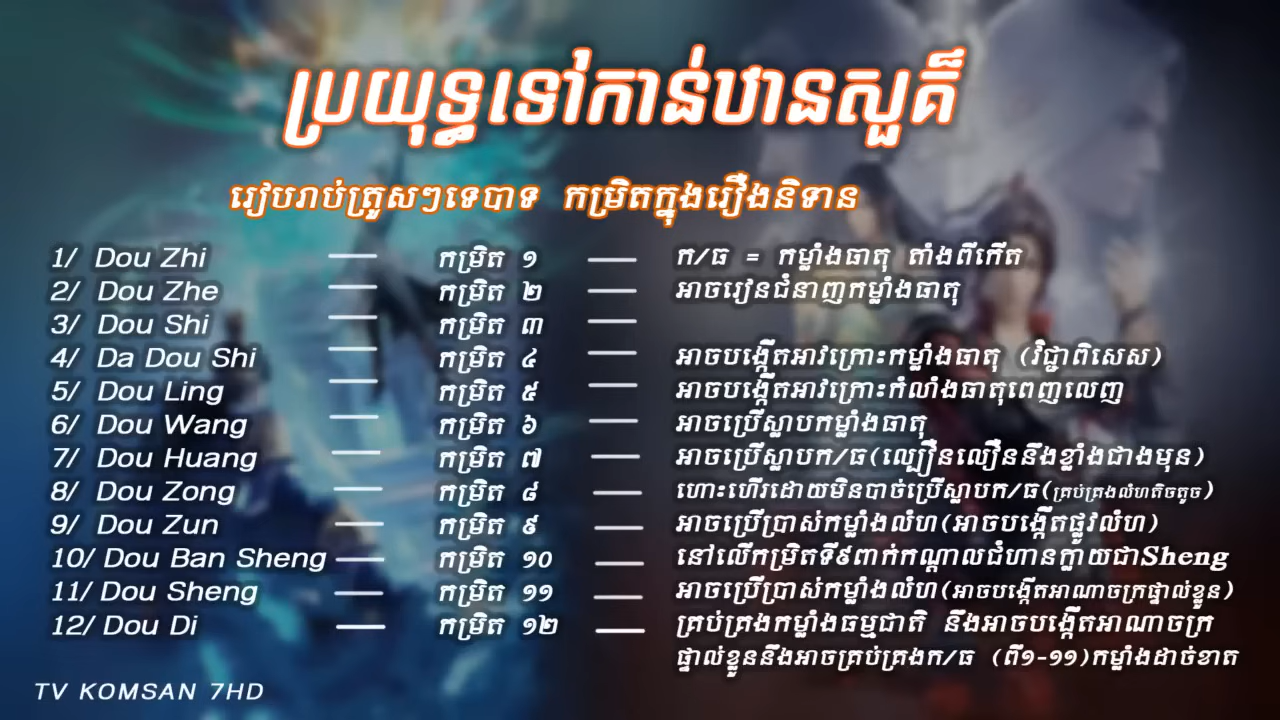 ប្រយុទ្ធទៅកាន់ឋានសួគ៏
រៀបរាប់ត្រួសៗទេបាទ កម្រិតក្នុងរឿងនិទាន
1/ Dou Zhi — កម្រិត ១ — ក/ធ = កម្លាំងធាតុ តាំងពីកើត
2/ Dou Zhe — កម្រិត ២ — អាចរៀនជំនាញកម្លាំងធាតុ
3/ Dou Shi — កម្រិត ៣ —
4/ Da Dou Shi — កម្រិត ៤ — អាចបង្កើតអាវក្រោះកម្លាំងធាតុ (វិជ្ជាពិសេស)
5/ Dou Ling — កម្រិត ៥ — អាចបង្កើតអាវក្រោះកំលាំងធាតុពេញលេញ
6/ Dou Wang — កម្រិត ៦ — អាចប្រើស្លាបកម្លាំងធាតុ
7/ Dou Huang — កម្រិត ៧ — អាចប្រើស្លាបក/ធ(ល្បឿនលឿននឹងខ្លាំងជាងមុន)
8/ Dou Zong — កម្រិត ៨ — ហោះហើរដោយមិនបាច់ប្រើស្លាបក/ធ(គ្រប់គ្រងលំហតិចតួច)
9/ Dou Zun — កម្រិត ៩ — អាចប្រើប្រាស់កម្លាំងលំហ(អាចបង្កើតផ្លូវលំហ)
10/ Dou Ban Sheng — កម្រិត ១០ — នៅលើកម្រិតទី៩ពាក់កណ្តាលជំហានក្លាយជាSheng
11/ Dou Sheng — កម្រិត ១១ — អាចប្រើប្រាស់កម្លាំងលំហ(អាចបង្កើតអាណាចក្រផ្ទាល់ខ្លួន)
12/ Dou Di — កម្រិត ១២ — គ្រប់គ្រងកម្លាំងធម្មជាតិ នឹងអាចបង្កើតអាណាចក្រ
ផ្ទាល់ខ្លួននឹងអាចគ្រប់គ្រងក/ធ (ពី១-១១)កម្លាំងដាច់ខាត
TV KOMSAN 7HD